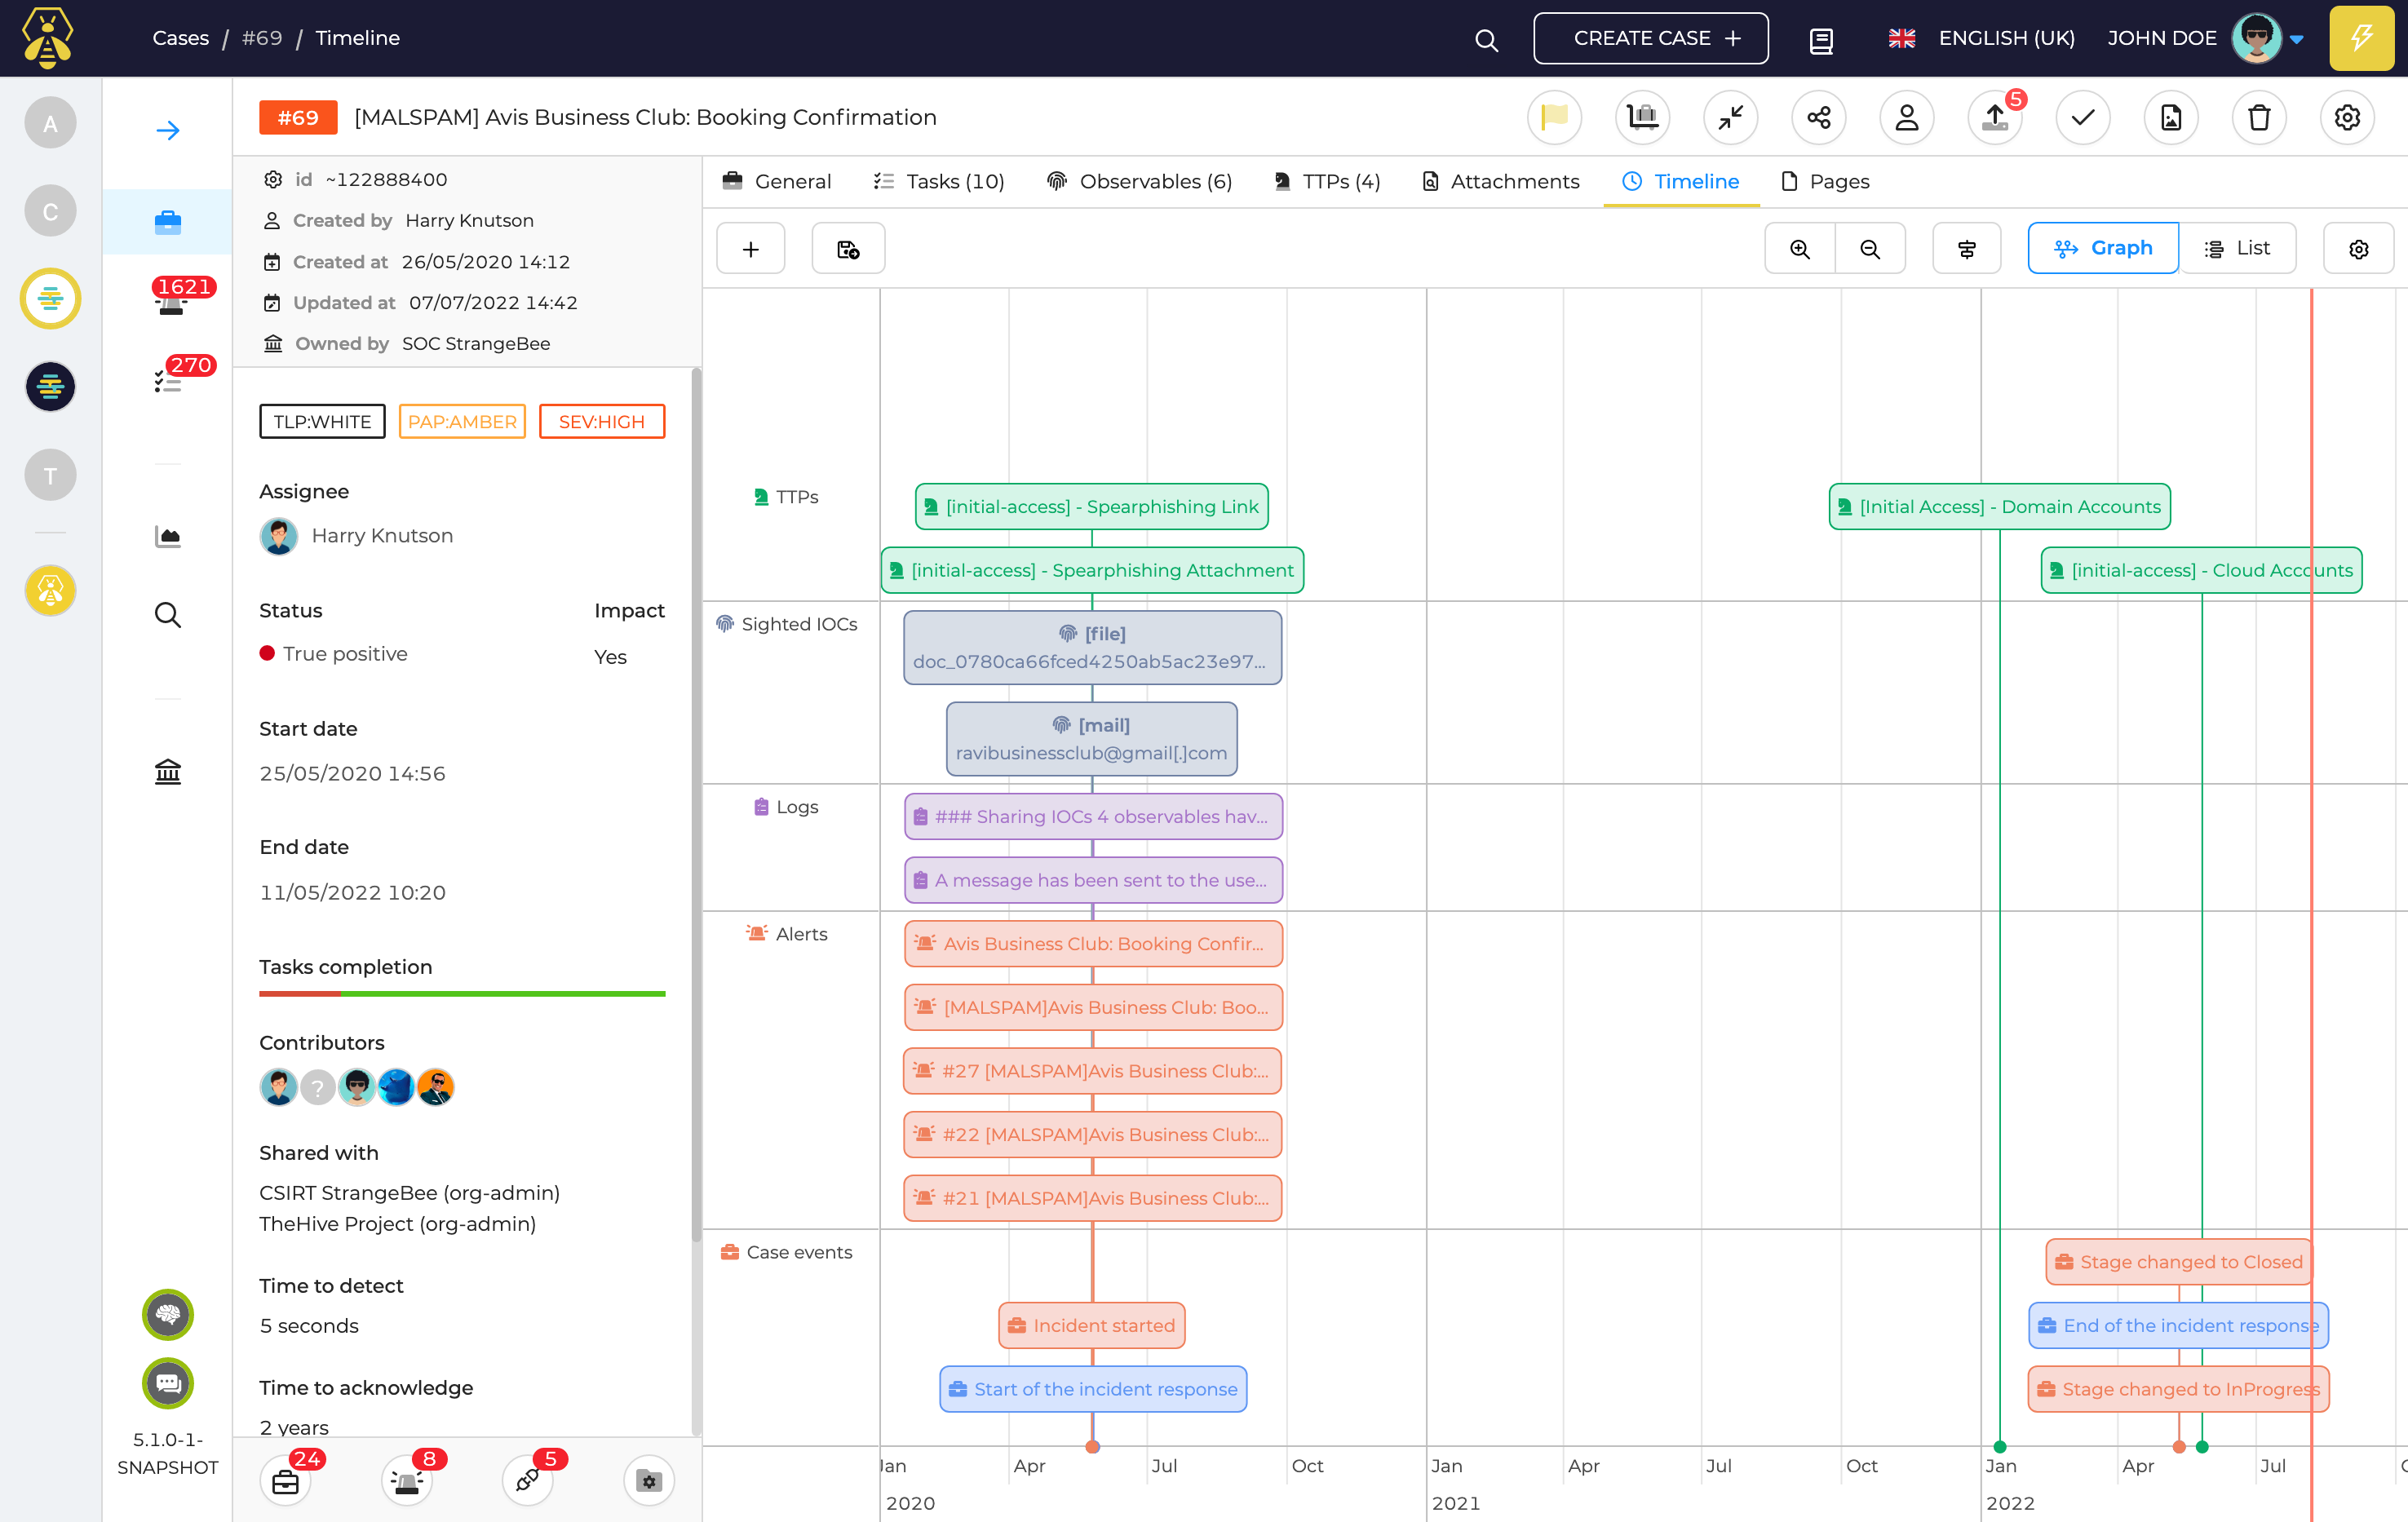 Cases / #69 / Timeline
CREATE CASE +
ENGLISH (UK)
JOHN DOE
A
C
T
1621
270
5.1.0-1-
SNAPSHOT
#69 [MALSPAM] Avis Business Club: Booking Confirmation
5
id ~122888400
Created by Harry Knutson
Created at 26/05/2020 14:12
Updated at 07/07/2022 14:42
Owned by SOC StrangeBee
TLP:WHITE PAP:AMBER SEV:HIGH
Assignee
Harry Knutson
Status Impact
True positive Yes
Start date
25/05/2020 14:56
End date
11/05/2022 10:20
Tasks completion
Contributors
?
Shared with
CSIRT StrangeBee (org-admin)
TheHive Project (org-admin)
Time to detect
5 seconds
Time to acknowledge
2 years
24 8 5
General Tasks (10) Observables (6) TTPs (4) Attachments Timeline Pages
+ Graph List
TTPs
[initial-access] - Spearphishing Link
[Initial Access] - Domain Accounts
[initial-access] - Spearphishing Attachment
[initial-access] - Cloud Accounts
Sighted IOCs
[file]
doc_0780ca66fced4250ab5ac23e97...
[mail]
ravibusinessclub@gmail[.]com
Logs
### Sharing IOCs 4 observables hav...
A message has been sent to the use...
Alerts
Avis Business Club: Booking Confir...
[MALSPAM]Avis Business Club: Boo...
#27 [MALSPAM]Avis Business Club:...
#22 [MALSPAM]Avis Business Club:...
#21 [MALSPAM]Avis Business Club:...
Case events
Stage changed to Closed
Incident started
End of the incident response
Start of the incident response
Stage changed to InProgress
Jan Apr Jul Oct Jan Apr Jul Oct Jan Apr Jul
2020 2021 2022